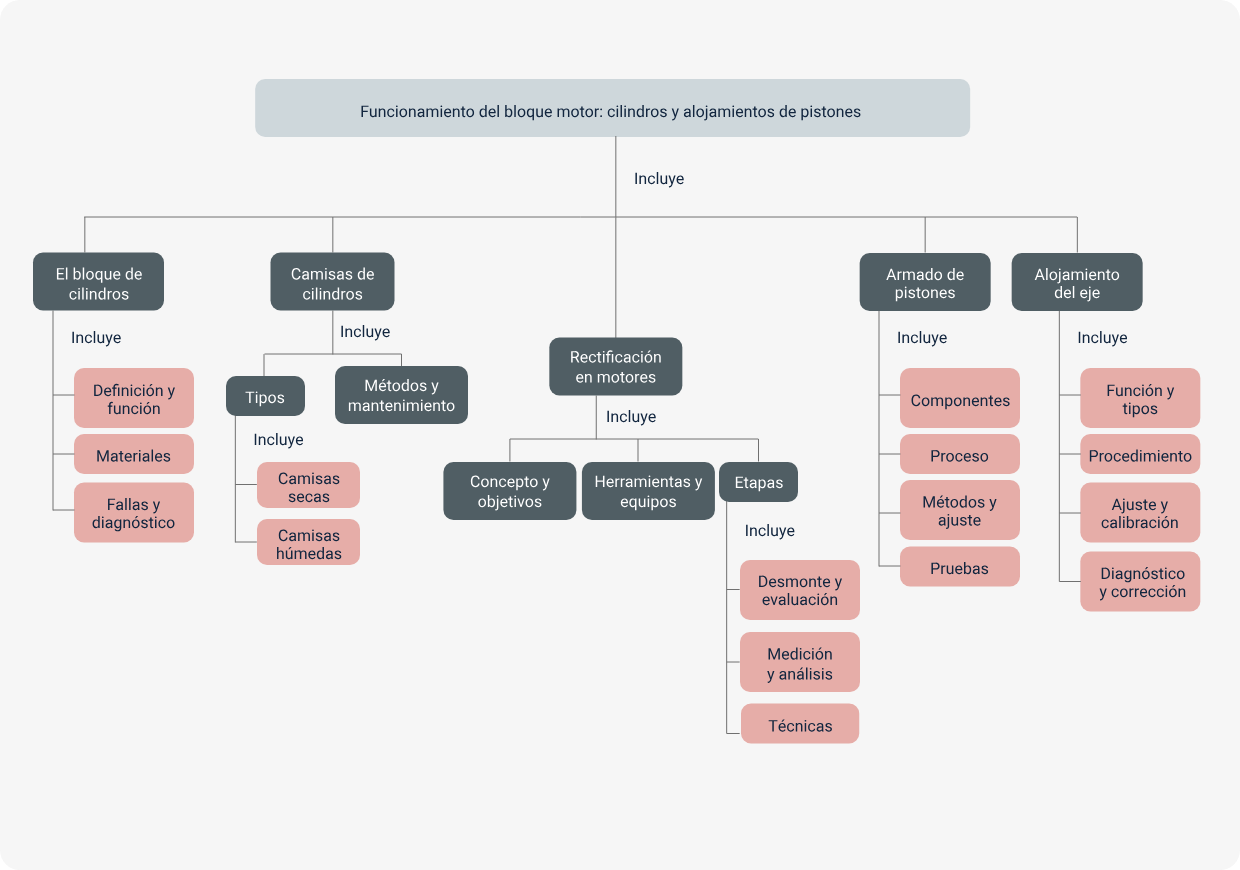 Funcionamiento del bloque motor: cilindros y alojamientos de pistones
Incluye
El bloque de
cilindros
Incluye
Definición y
función
Materiales
Fallas y
diagnóstico
Camisas de
cilindros
Incluye
Tipos
Incluye
Camisas
secas
Camisas
húmedas
Métodos y
mantenimiento
Rectificación
en motores
Incluye
Concepto y
objetivos
Herramientas y
equipos
Etapas
Incluye
Desmonte y
evaluación
Medición
y análisis
Técnicas
Armado de
pistones
Incluye
Componentes
Proceso
Métodos y
ajuste
Pruebas
Alojamiento
del eje
Incluye
Función y
tipos
Procedimiento
Ajuste y
calibración
Diagnóstico
y corrección